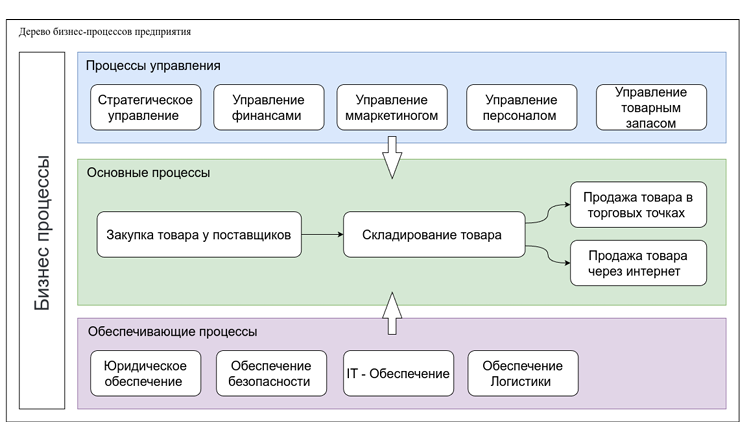 Дерево бизнес-процессов предприятия
Бизнес процессы
Процессы управления
Стратегическое
управление
Управление
финансами
Управление
ммаркетиногом
Управление
персоналом
Управление
товарным
запасом
Основные процессы
Закупка товара у поставщиков
Складирование товара
Продажа товара в
торговых точках
Продажа товара
через интернет
Обеспечивающие процессы
Юридическое
обеспечение
Обеспечение
безопасности
IT - Обеспечение
Обеспечение
Логистики